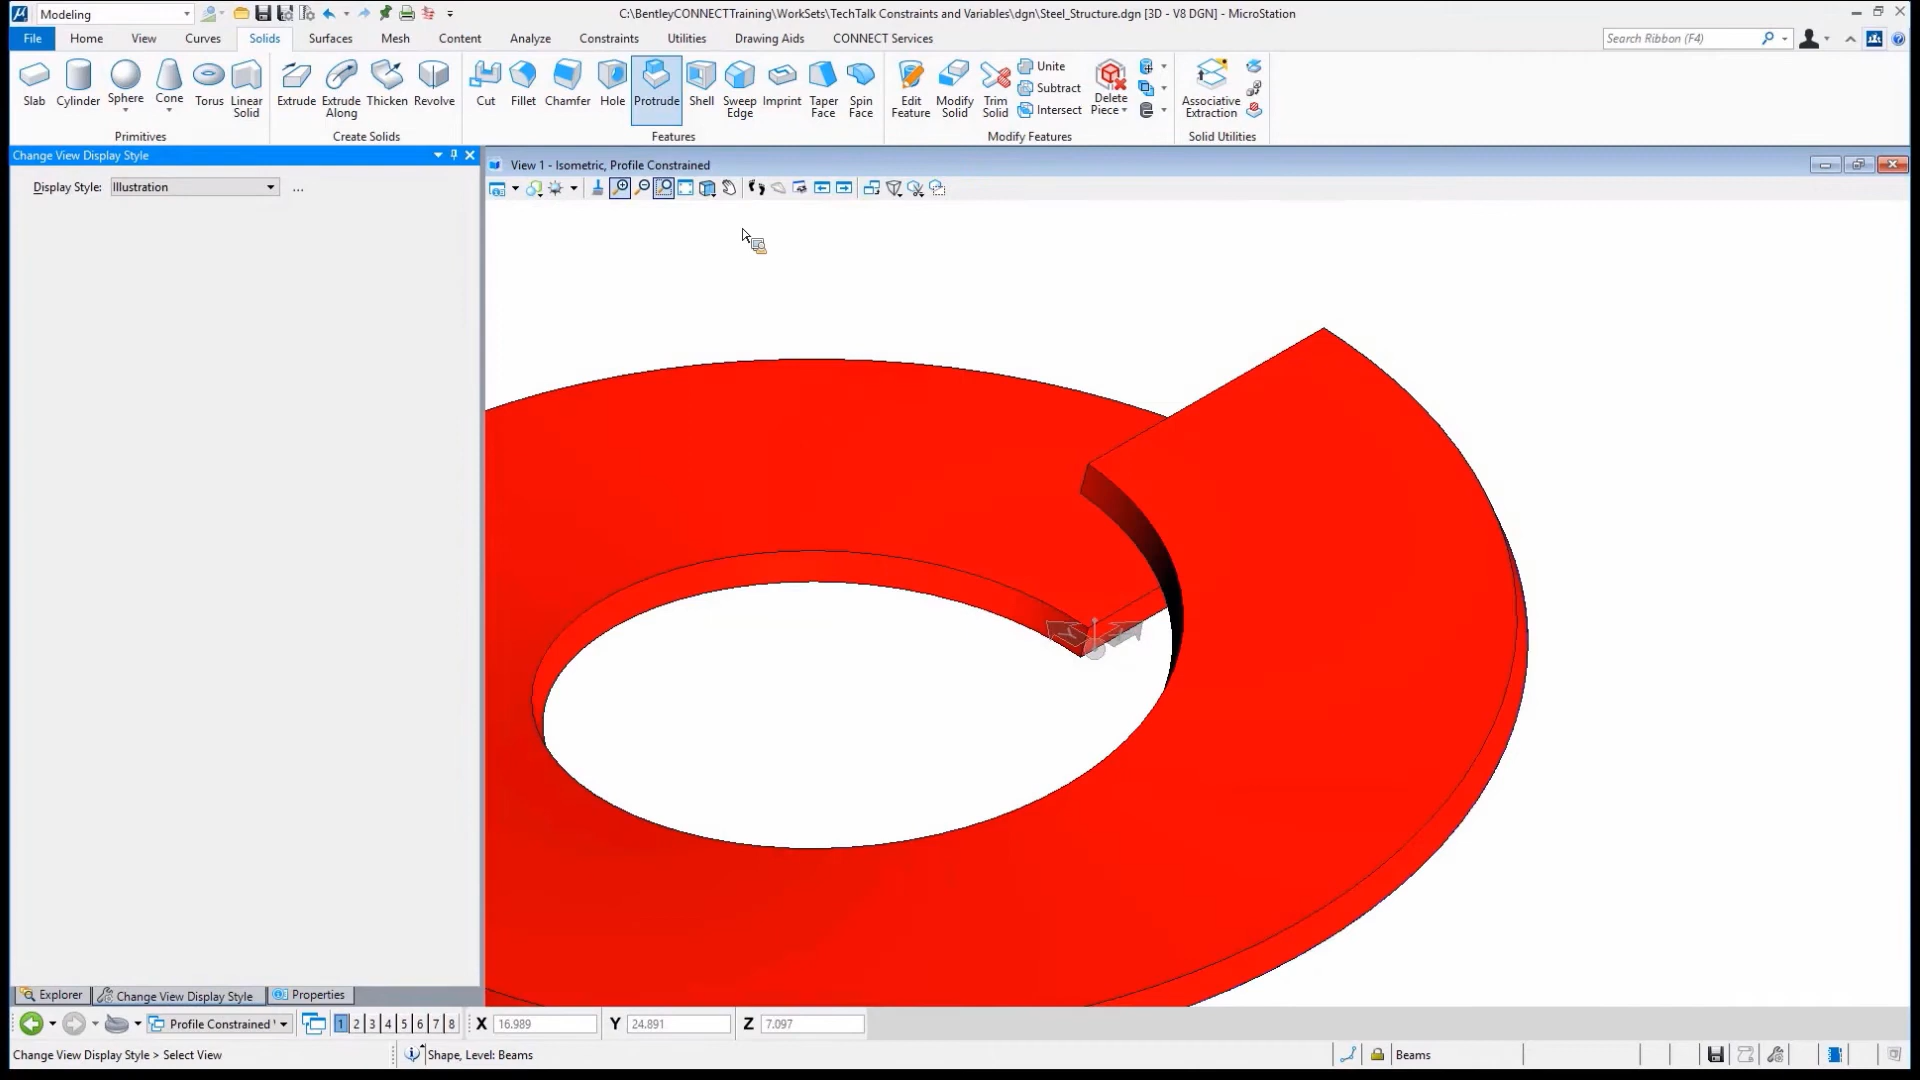 Modeling
C:\BentleyCONNECTTraining\WorkSets\TechTalk Constraints and Variables\dgn\Steel_Structure.dgn [3D - V8 DGN] - MicroStation
File Home View Curves Solids Surfaces Mesh Content Analyze Constraints Utilities Drawing Aids CONNECT Services Search Ribbon (F4)
Slab Cylinder Sphere Cone Torus Linear Solid
Primitives
Extrude Extrude Along Thicken Revolve
Create Solids
Cut Fillet Chamfer Hole Protrude Shell Sweep Edge Imprint Taper Face Spin Face
Features
Edit Feature Modify Solid Trim Solid Unite Subtract Intersect Delete Piece
Modify Features
Associative Extraction
Solid Utilities
Change View Display Style
Display Style: Illustration ...
View 1 - Isometric, Profile Constrained
Explorer Change View Display Style Properties
Profile Constrained 1 2 3 4 5 6 7 8 X 16.989 Y 24.891 Z 7.097
Change View Display Style > Select View Shape, Level: Beams Beams